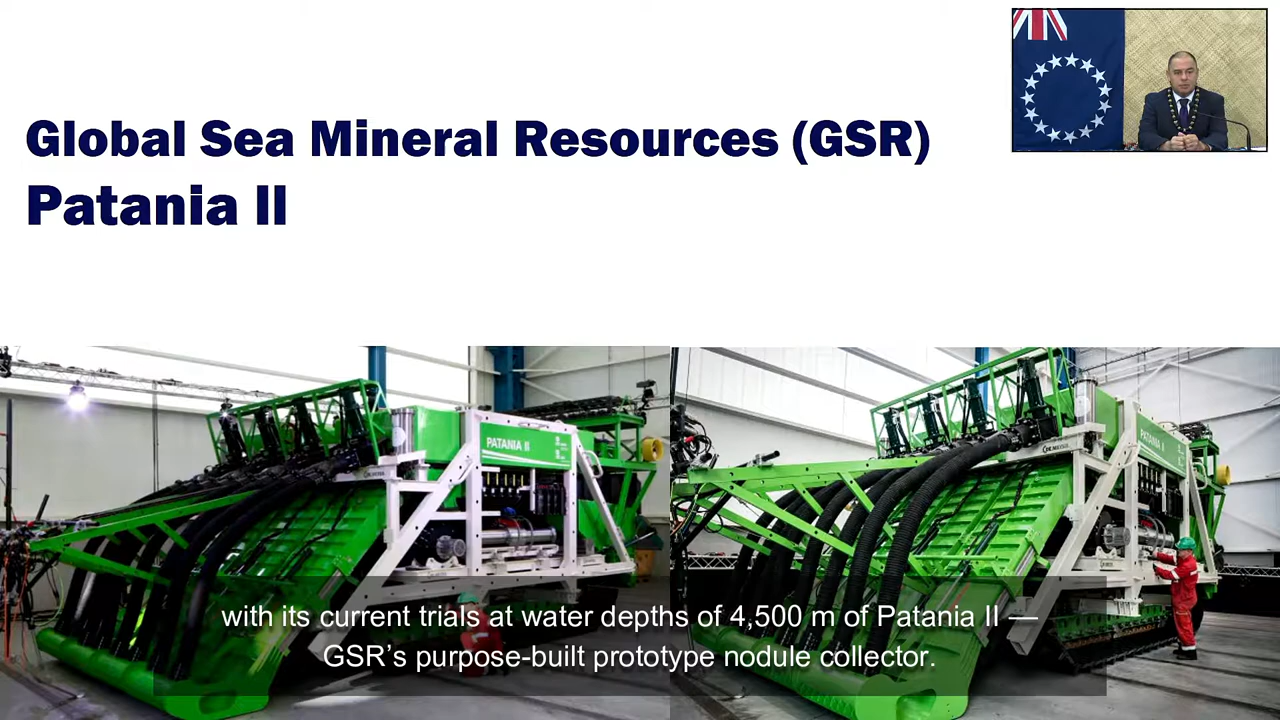 Global Sea Mineral Resources (GSR)
Patania II
PATANIA II
PATANIA II
with its current trials at water depths of 4,500 m of Patania II —
GSR’s purpose-built prototype nodule collector.